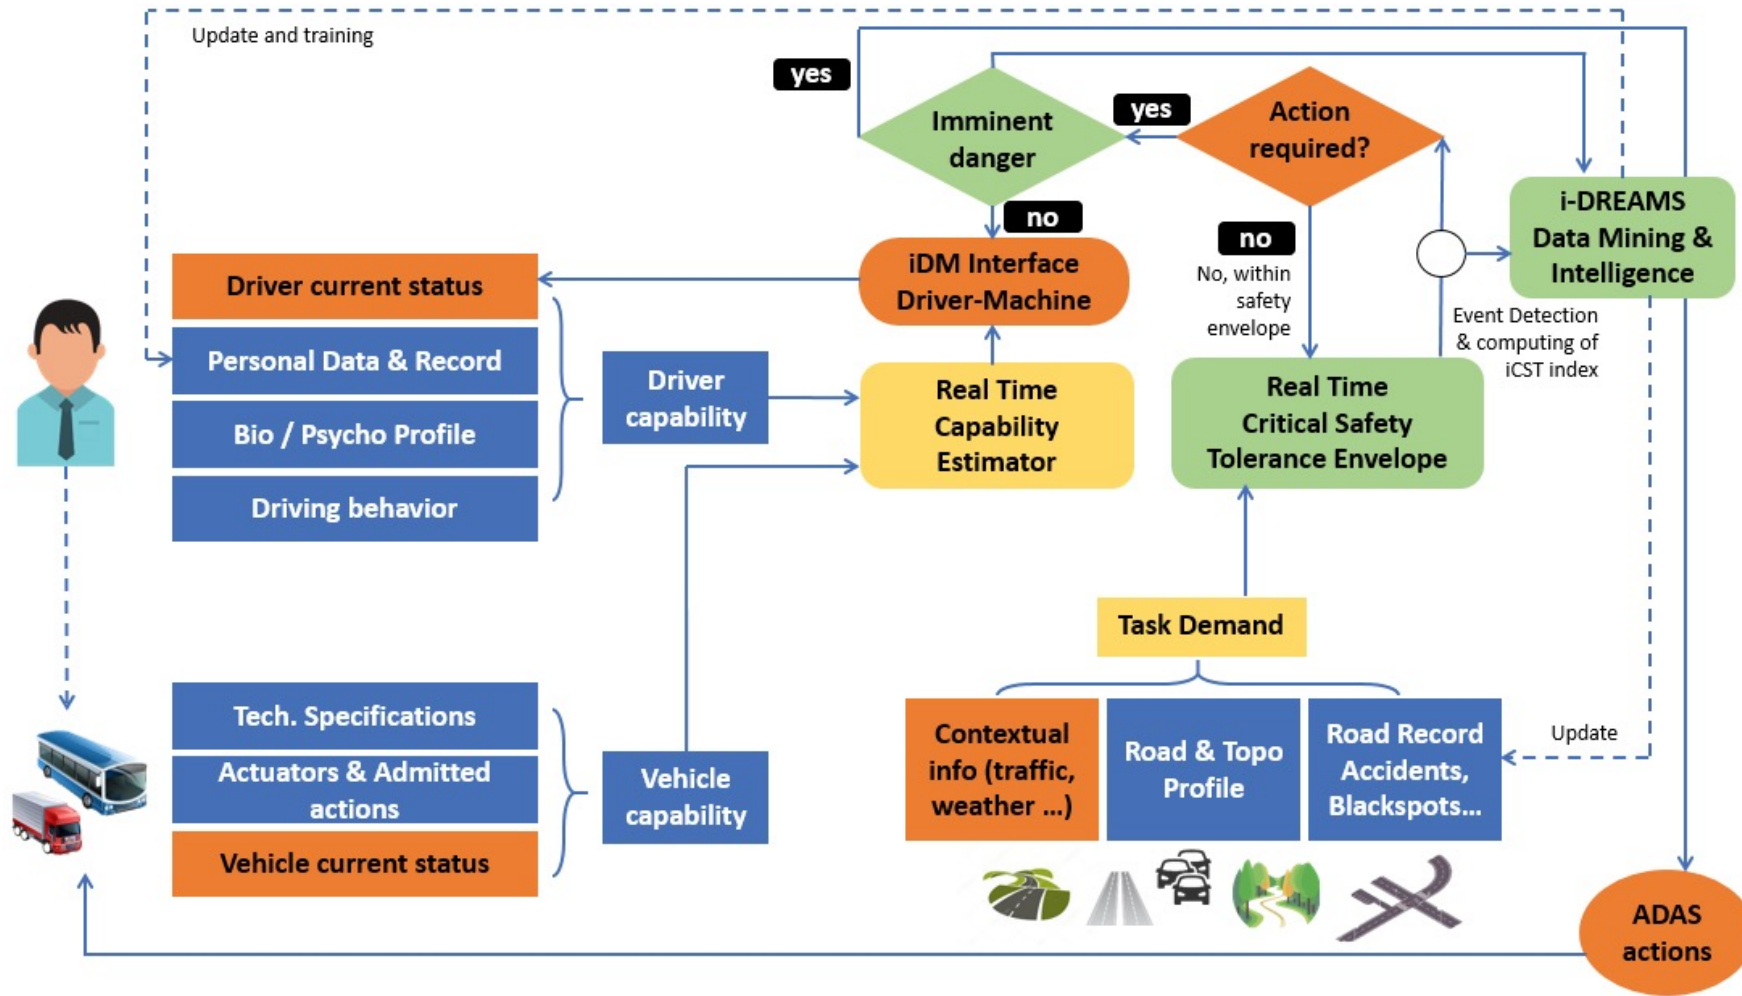 Update and training
yes
Imminent
danger
yes
Action
required?
no
no
No, within
safety
envelope
i-DREAMS
Data Mining &
Intelligence
Event Detection
& computing of
iCST index
iDM Interface
Driver-Machine
Driver current status
Personal Data & Record
Bio / Psycho Profile
Driving behavior
Driver
capability
Real Time
Capability
Estimator
Real Time
Critical Safety
Tolerance Envelope
Task Demand
Tech. Specifications
Actuators & Admitted
actions
Vehicle current status
Vehicle
capability
Contextual
info (traffic,
weather ...)
Road & Topo
Profile
Road Record
Accidents,
Blackspots...
Update
ADAS
actions